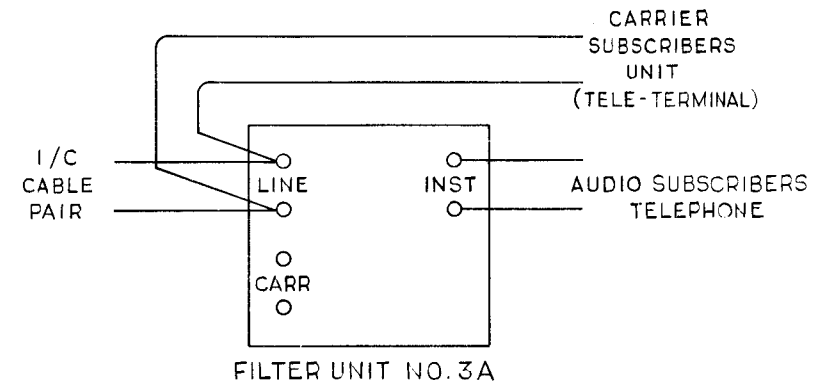 CARRIER
SUBSCRIBERS
UNIT
(TELE-TERMINAL)
I/C
CABLE
PAIR
LINE
INST
AUDIO SUBSCRIBERS
TELEPHONE
CARR
FILTER UNIT NO. 3A